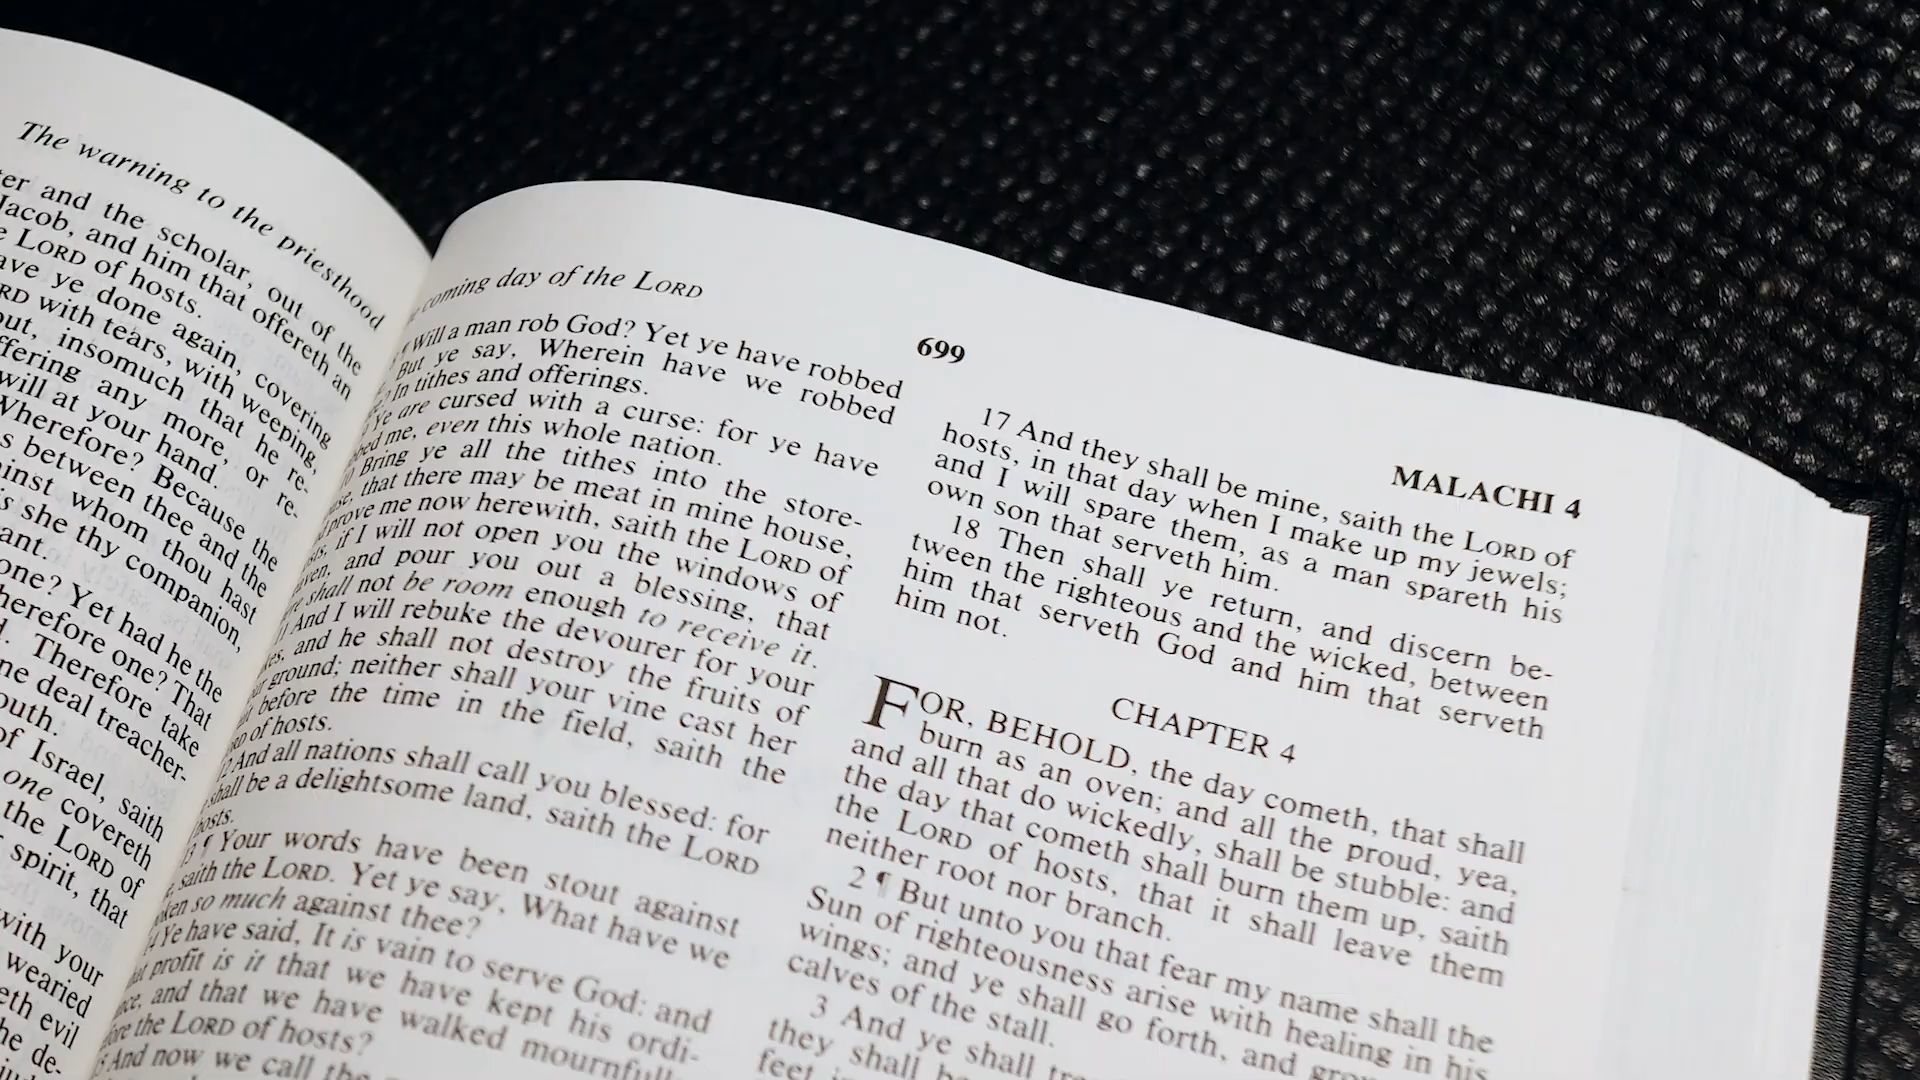 The warning to the priesthood
and the scholar, out of the
Jacob, and him that offereth an
LORD of hosts.
ye done again, covering
with tears, with weeping,
insomuch that he re-
any more, or re-
will at your hand.
Wherefore? Because the
between thee and the
whom thou hast
she thy companion,
one? Yet had he the
one? That
Therefore take
deal treacher-
of Israel, saith
one covereth
the LORD of
spirit, that
with your
wearied
evil
coming day of the LORD
¶ Will a man rob God? Yet ye have robbed
But ye say, Wherein have we robbed
In tithes and offerings.
Ye are cursed with a curse: for ye have
me, even this whole nation.
Bring ye all the tithes into the store-
that there may be meat in mine house,
prove me now herewith, saith the LORD of
if I will not open you the windows of
and pour you out a blessing, that
shall not be room enough to receive it.
And I will rebuke the devourer for your
and he shall not destroy the fruits of
ground; neither shall your vine cast her
before the time in the field, saith the
of hosts.
And all nations shall call you blessed: for
shall be a delightsome land, saith the LORD
hosts.
13 ¶ Your words have been stout against
saith the LORD. Yet ye say, What have we
so much against thee?
Ye have said, It is vain to serve God: and
profit is it that we have kept his ordi-
and that we have walked mournfully
the LORD of hosts?
And now we call the
699
MALACHI 4
17 And they shall be mine, saith the LORD of
hosts, in that day when I make up my jewels;
and I will spare them, as a man spareth his
own son that serveth him.
18 Then shall ye return, and discern be-
tween the righteous and the wicked, between
him that serveth God and him that serveth
him not.
CHAPTER 4
FOR, BEHOLD, the day cometh, that shall
burn as an oven; and all the proud, yea,
and all that do wickedly, shall be stubble: and
the day that cometh shall burn them up, saith
the LORD of hosts, that it shall leave them
neither root nor branch.
2 ¶ But unto you that fear my name shall the
Sun of righteousness arise with healing in his
wings; and ye shall go forth, and
calves of the stall.
3 And ye shall
they shall
feet